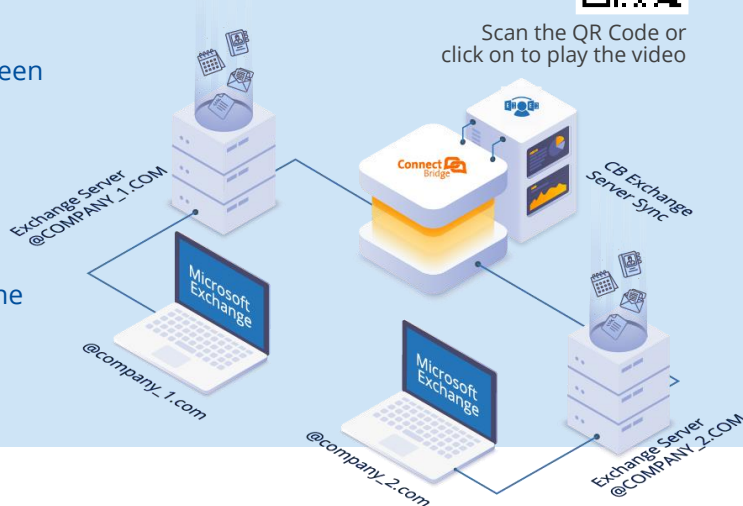 Scan the QR Code or
click on to play the video
een
Connect
Bridge
CB Exchange
Server Sync
Exchange Server
@COMPANY_1.COM
Microsoft
Exchange
ne
@company_1.com
Microsoft
Exchange
@company_2.com
Exchange Server
@COMPANY_2.COM